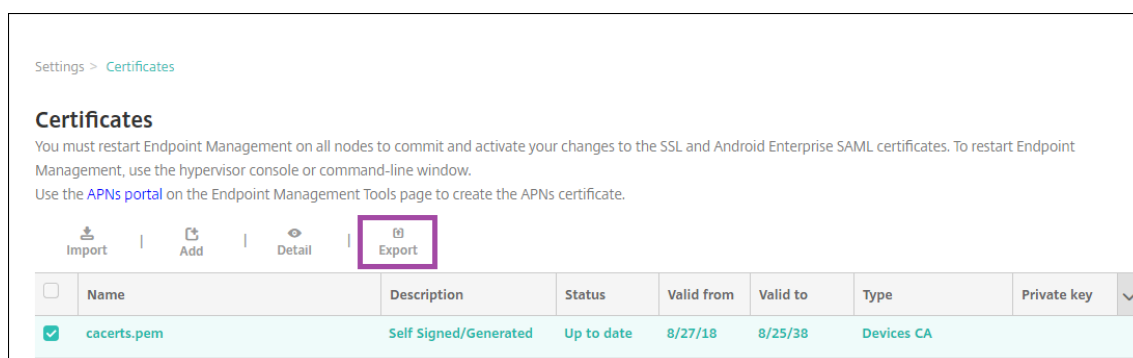 Settings > Certificates
Certificates
You must restart Endpoint Management on all nodes to commit and activate your changes to the SSL and Android Enterprise SAML certificates. To restart Endpoint
Management, use the hypervisor console or command-line window.
Use the APNs portal on the Endpoint Management Tools page to create the APNs certificate.
Import | Add | Detail | Export
Name Description Status Valid from Valid to Type Private key
cacerts.pem Self Signed/Generated Up to date 8/27/18 8/25/38 Devices CA